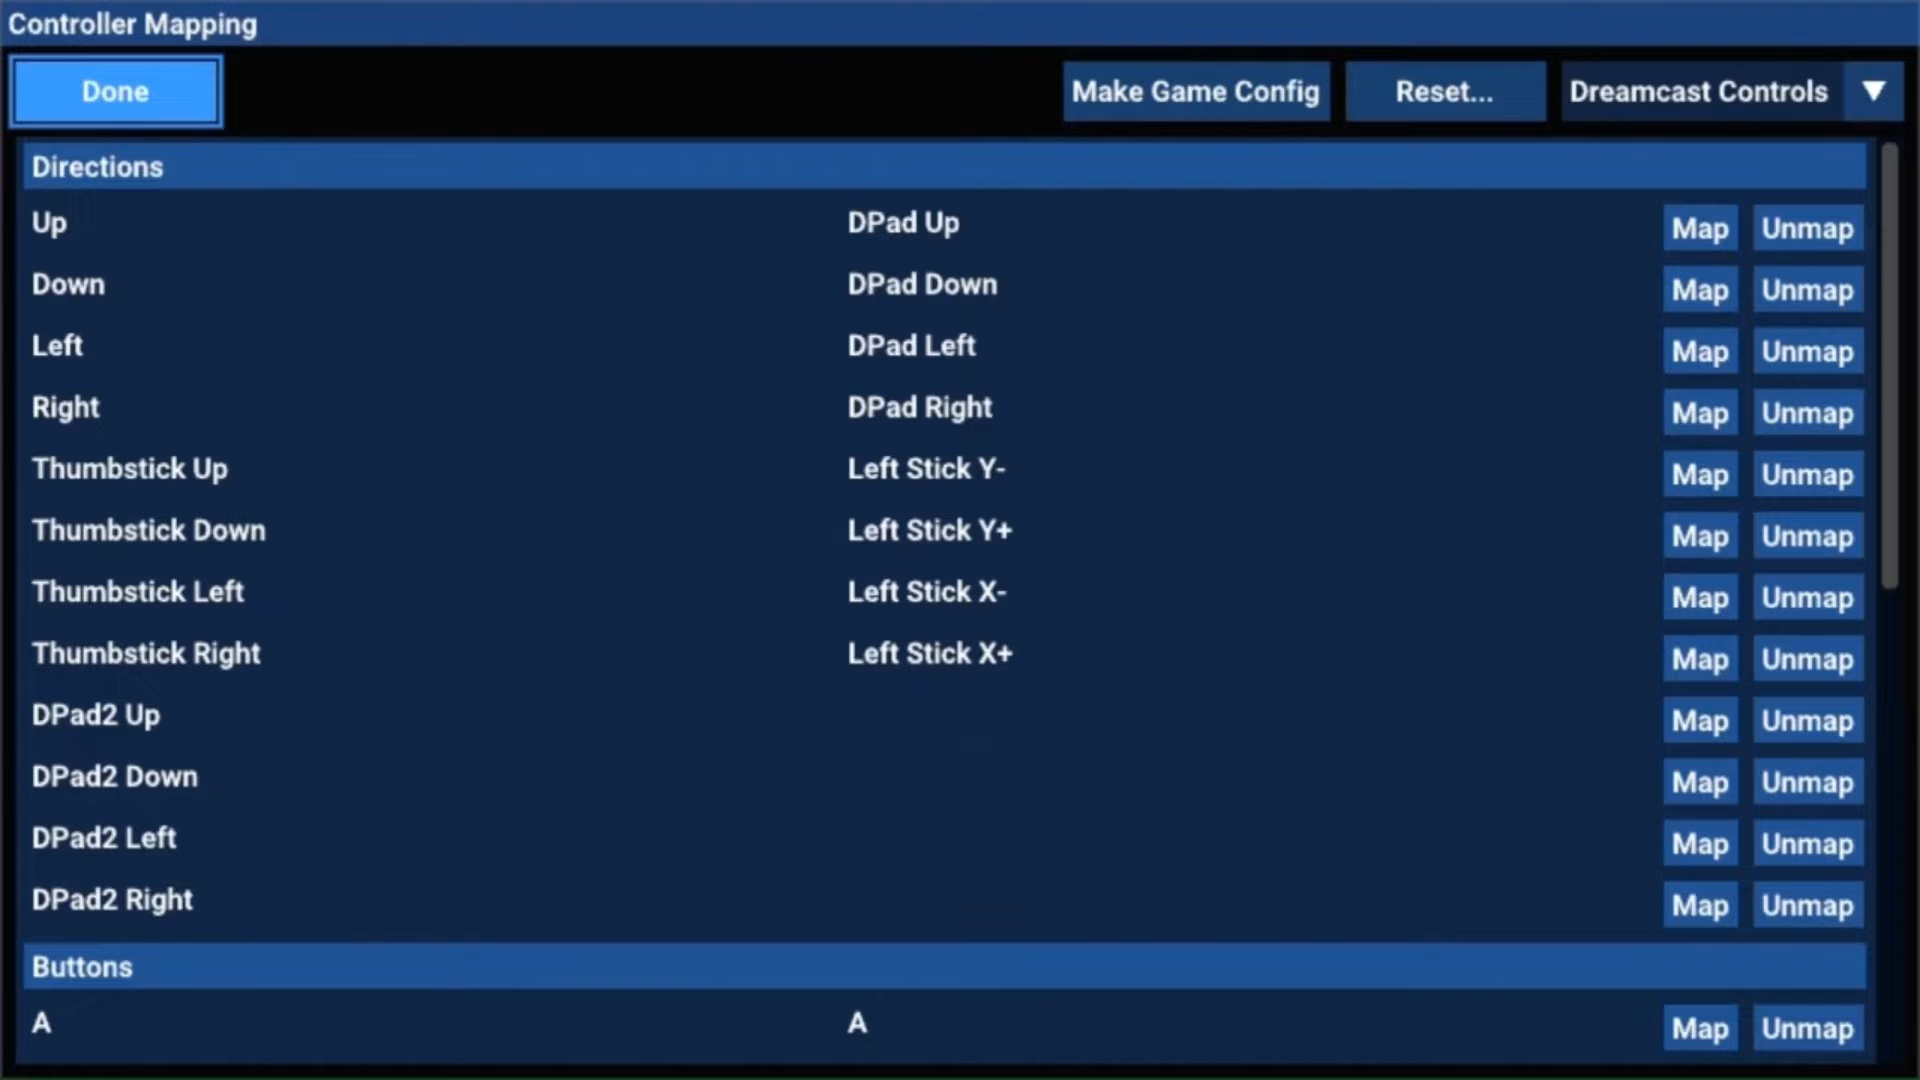 Controller Mapping
Done Make Game Config Reset... Dreamcast Controls
Directions
Up DPad Up Map Unmap
Down DPad Down Map Unmap
Left DPad Left Map Unmap
Right DPad Right Map Unmap
Thumbstick Up Left Stick Y- Map Unmap
Thumbstick Down Left Stick Y+ Map Unmap
Thumbstick Left Left Stick X- Map Unmap
Thumbstick Right Left Stick X+ Map Unmap
DPad2 Up Map Unmap
DPad2 Down Map Unmap
DPad2 Left Map Unmap
DPad2 Right Map Unmap
Buttons
A A Map Unmap